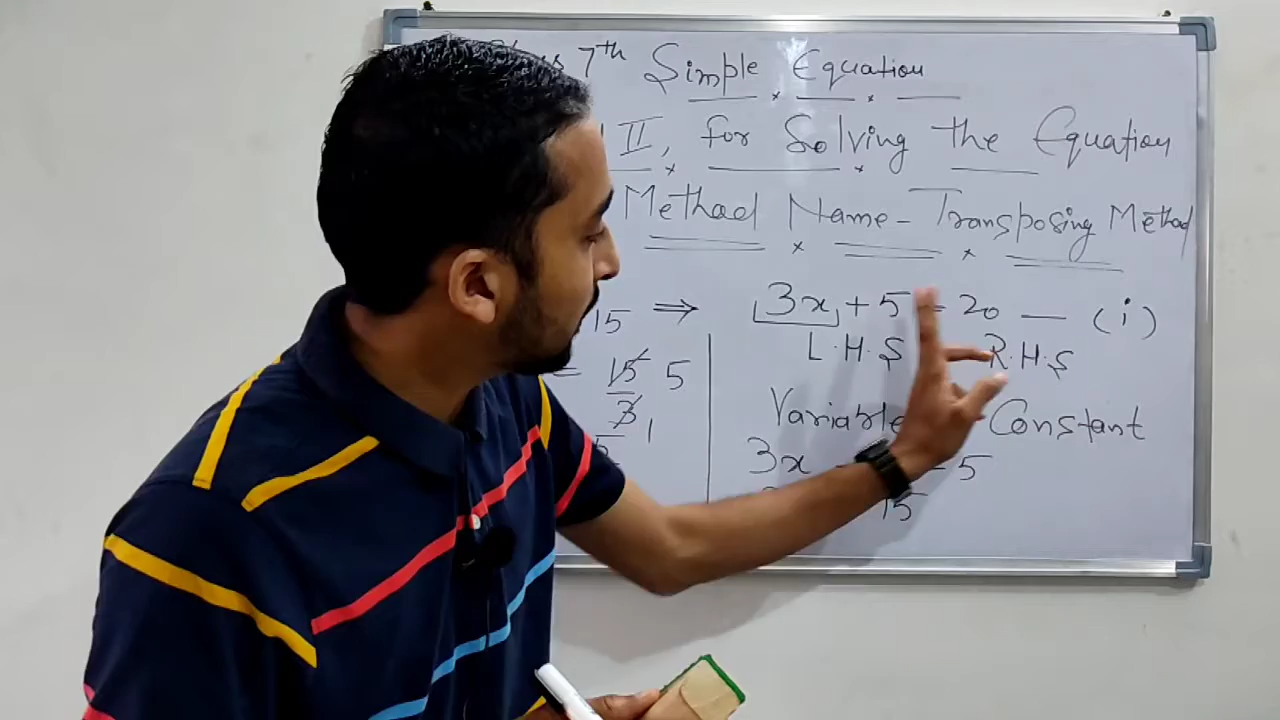 7th Simple Equation
II, for Solving the Equation
Method Name - Transposing Method
15 ⇒ 3x + 5 = 20 — (i)
L.H.S R.H.S
= 15/3 5 1
Variable Constant
3x - 5
15